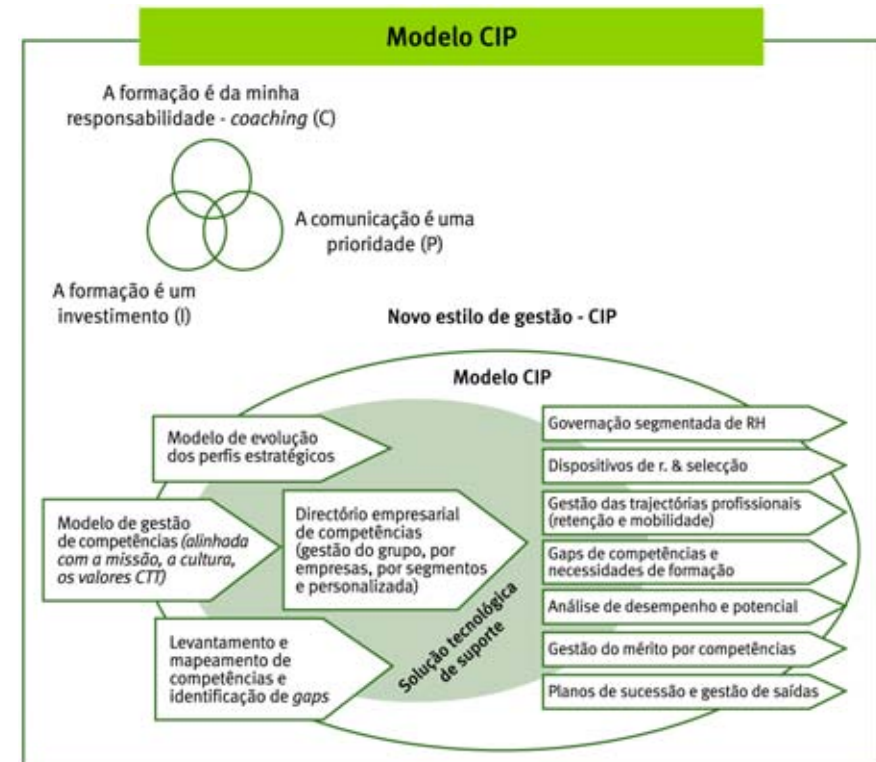 Modelo CIP
A formação é da minha
responsabilidade - coaching (C)
A comunicação é uma
prioridade (P)
A formação é um
investimento (I)
Novo estilo de gestão - CIP
Modelo CIP
Modelo de evolução
dos perfis estratégicos
Modelo de gestão
de competências (alinhada
com a missão, a cultura,
os valores CTT)
Levantamento e
mapeamento de
competências e
identificação de gaps
Directório empresarial
de competências
(gestão do grupo, por
empresas, por segmentos
e personalizada)
Solução tecnológica
de suporte
Governação segmentada de RH
Dispositivos de r. & selecção
Gestão das trajectórias profissionais
(retenção e mobilidade)
Gaps de competências e
necessidades de formação
Análise de desempenho e potencial
Gestão do mérito por competências
Planos de sucessão e gestão de saídas